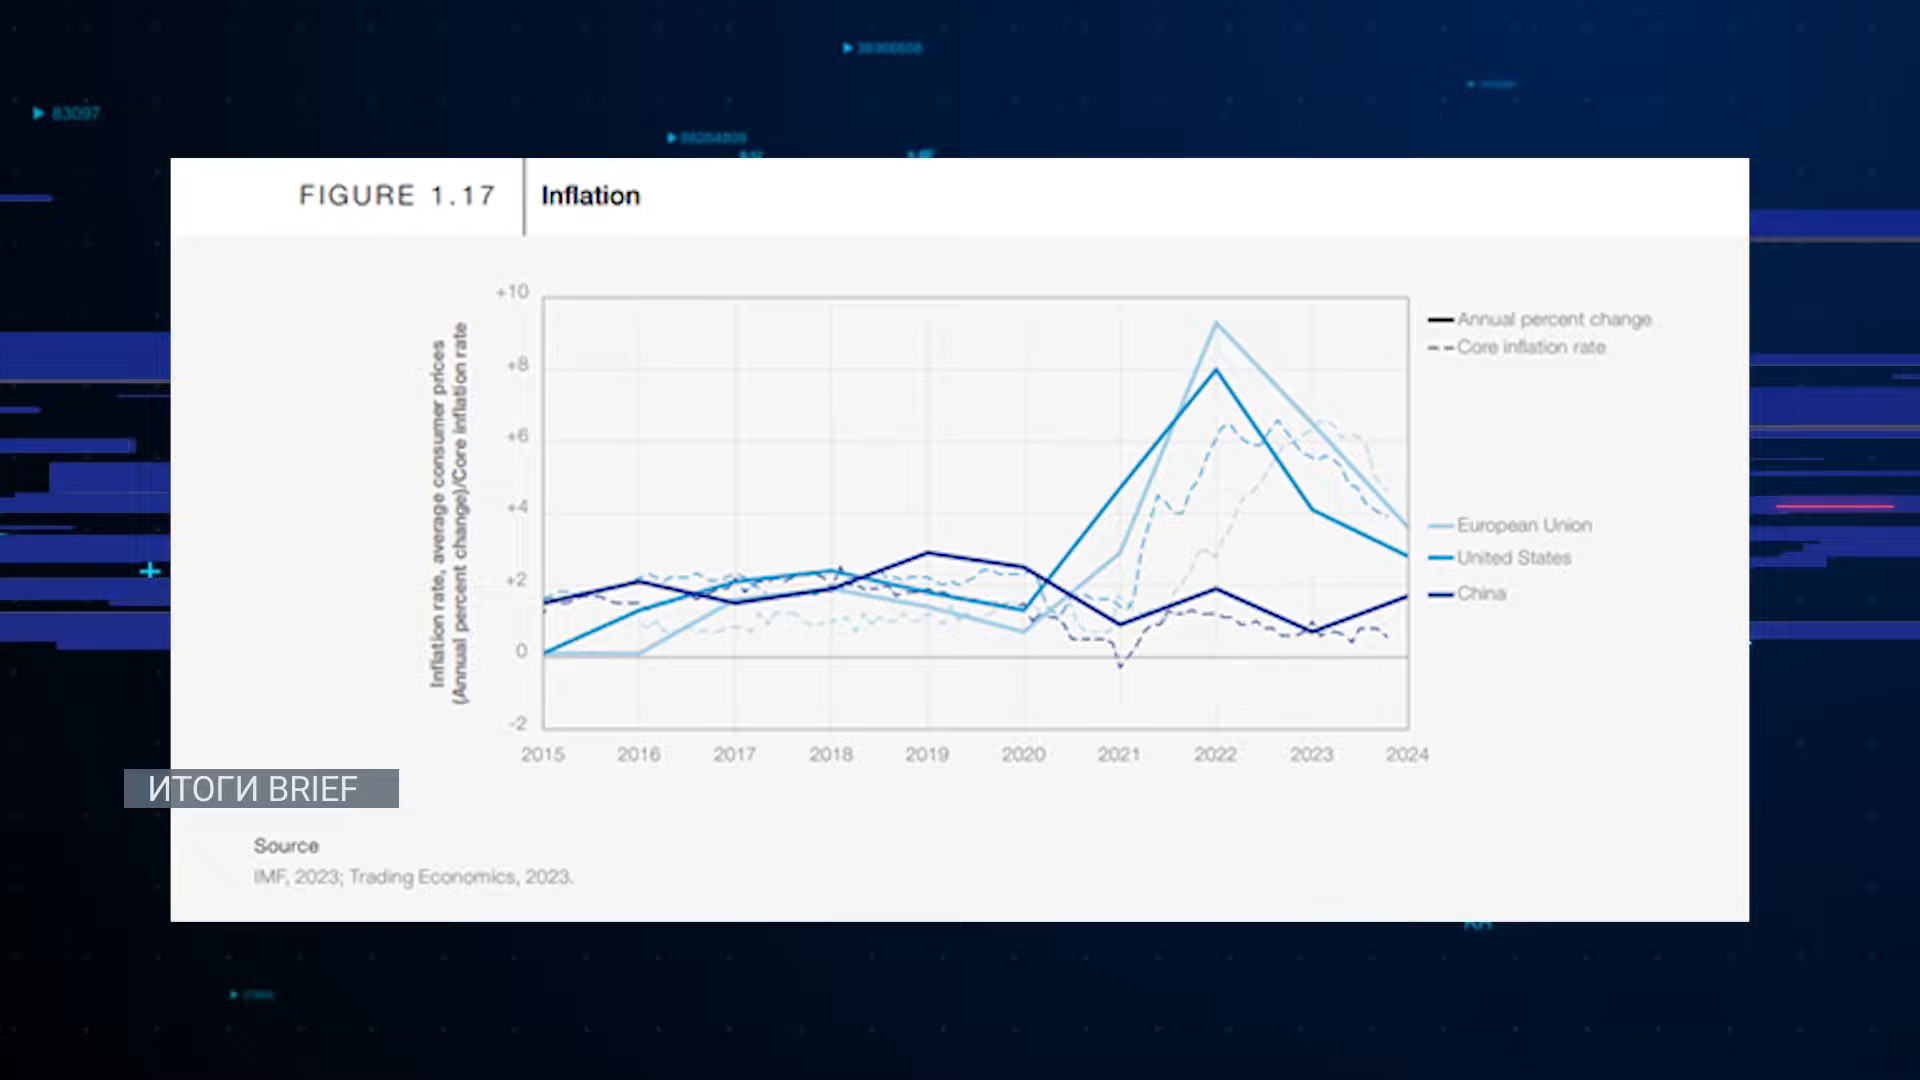 83097
FIGURE 1.17
Inflation
Inflation rate, average consumer prices
(Annual percent change)/Core inflation rate
+10
+8
+6
+4
+2
0
-2
2015 2016 2017 2018 2019 2020 2021 2022 2023 2024
Annual percent change
Core inflation rate
European Union
United States
China
ИТОГИ BRIEF
Source
IMF, 2023; Trading Economics, 2023.